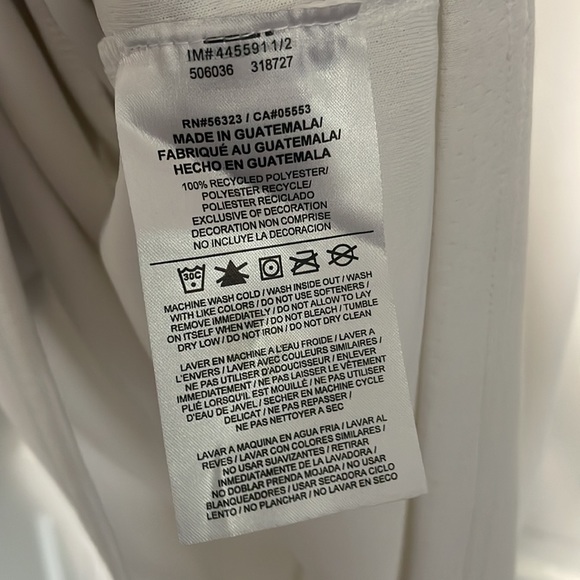 IM# 445591 1/2
506036 318727
RN#56323 / CA#05553
MADE IN GUATEMALA/
FABRIQUÉ AU GUATEMALA/
HECHO EN GUATEMALA
100% RECYCLED POLYESTER/
POLYESTER RECYCLE/
POLIESTER RECICLADO
EXCLUSIVE OF DECORATION
DECORATION NON COMPRISE
NO INCLUYE LA DECORACION
30C
MACHINE WASH COLD / WASH INSIDE OUT / WASH
WITH LIKE COLORS / DO NOT USE SOFTENERS /
REMOVE IMMEDIATELY / DO NOT ALLOW TO LAY
ON ITSELF WHEN WET / DO NOT BLEACH / TUMBLE
DRY LOW / DO NOT IRON / DO NOT DRY CLEAN
LAVER EN MACHINE A L'EAU FROIDE / LAVER A
L'ENVERS / LAVER AVEC COULEURS SIMILAIRES /
NE PAS UTILISER D'ADOUCISSEUR / ENLEVER
IMMEDIATEMENT / NE PAS LAISSER LE VÊTEMENT
PLIÉ LORSQU'IL EST MOUILLÉ / NE PAS UTILISER
D'EAU DE JAVEL / SECHER EN MACHINE CYCLE
DELICAT / NE PAS REPASSER /
NE PAS NETTOYER A SEC
LAVAR A MAQUINA EN AGUA FRIA / LAVAR AL
REVES / LAVAR CON COLORES SIMILARES /
NO USAR SUAVIZANTES / RETIRAR
INMEDIATAMENTE DE LA LAVADORA /
NO DOBLAR PRENDA MOJADA / NO USAR
BLANQUEADORES / USAR SECADORA CICLO
LENTO / NO PLANCHAR / NO LAVAR EN SECO